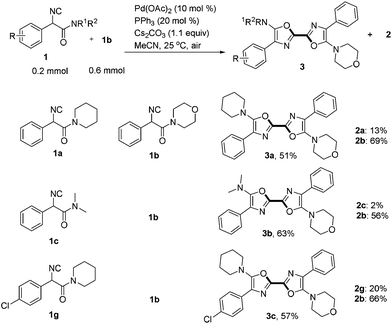 NC
NR¹R²
R
O
1
+ 1b
0.2 mmol 0.6 mmol
Pd(OAc)₂ (10 mol %)
PPh₃ (20 mol %)
Cs₂CO₃ (1.1 equiv)
MeCN, 25 °C, air
R¹R²N
O
N
N
O
N
O
R
3
+ 2
NC
N
O
1a
NC
N
O
O
1b
N
O
N
N
O
N
O
3a, 51%
2a: 13%
2b: 69%
NC
N
O
1c
1b
N
O
N
N
O
N
O
3b, 63%
2c: 2%
2b: 56%
NC
N
O
Cl
1g
1b
N
O
N
N
O
N
O
Cl
3c, 57%
2g: 20%
2b: 66%